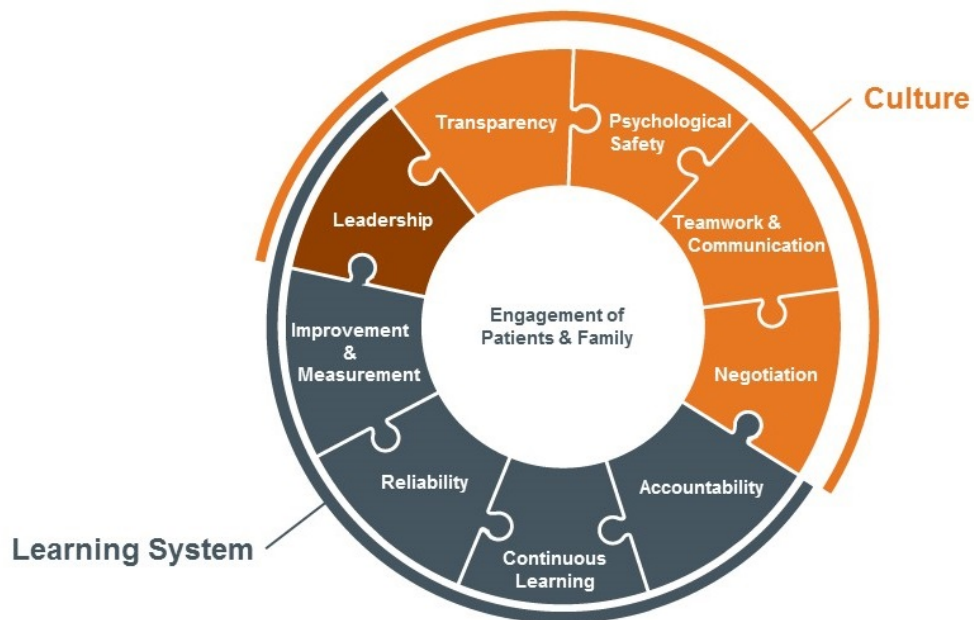 Culture
Transparency
Psychological
Safety
Leadership
Teamwork &
Communication
Engagement of
Patients & Family
Improvement
&
Measurement
Negotiation
Reliability
Accountability
Learning System
Continuous
Learning